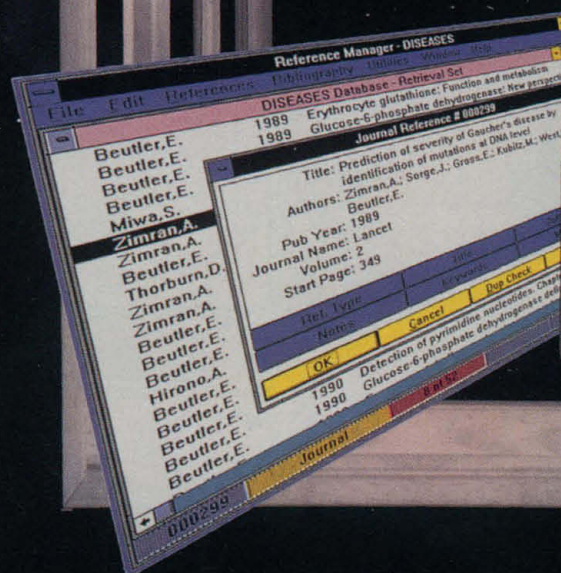 Reference Manager - DISEASES
File Edit References Bibliography Utilities Window Help
DISEASES Database - Retrieval Set
Beutler,E. 1989 Erythrocyte glutathione: Function and metabolism
Beutler,E. 1989 Glucose-6-phosphate dehydrogenase: New
Beutler,E.
Beutler,E.
Miwa,S.
Zimran,A.
Zimran,A.
Beutler,E.
Thorburn,D.
Zimran,A.
Zimran,A.
Beutler,E.
Beutler,E.
Beutler,E.
Hirono,A.
Beutler,E.
Beutler,E.
Beutler,E. 1990 Detection of pyrimidine nucleotides.
Beutler,E. 1990 Glucose-6-phosphate dehydrogenase
Journal Reference # 000299
Title: Prediction of severity of Gaucher's disease by
identification of mutations at DNA level
Authors: Zimran,A.; Sorge,J.; Gross,E.; Kubitz,M.; West,
Beutler,E.
Pub Year: 1989
Journal Name: Lancet
Volume: 2
Start Page: 349
Ref. Type Title
Notes Keywords
OK Cancel Dup Check
000299 Journal 8 of 52